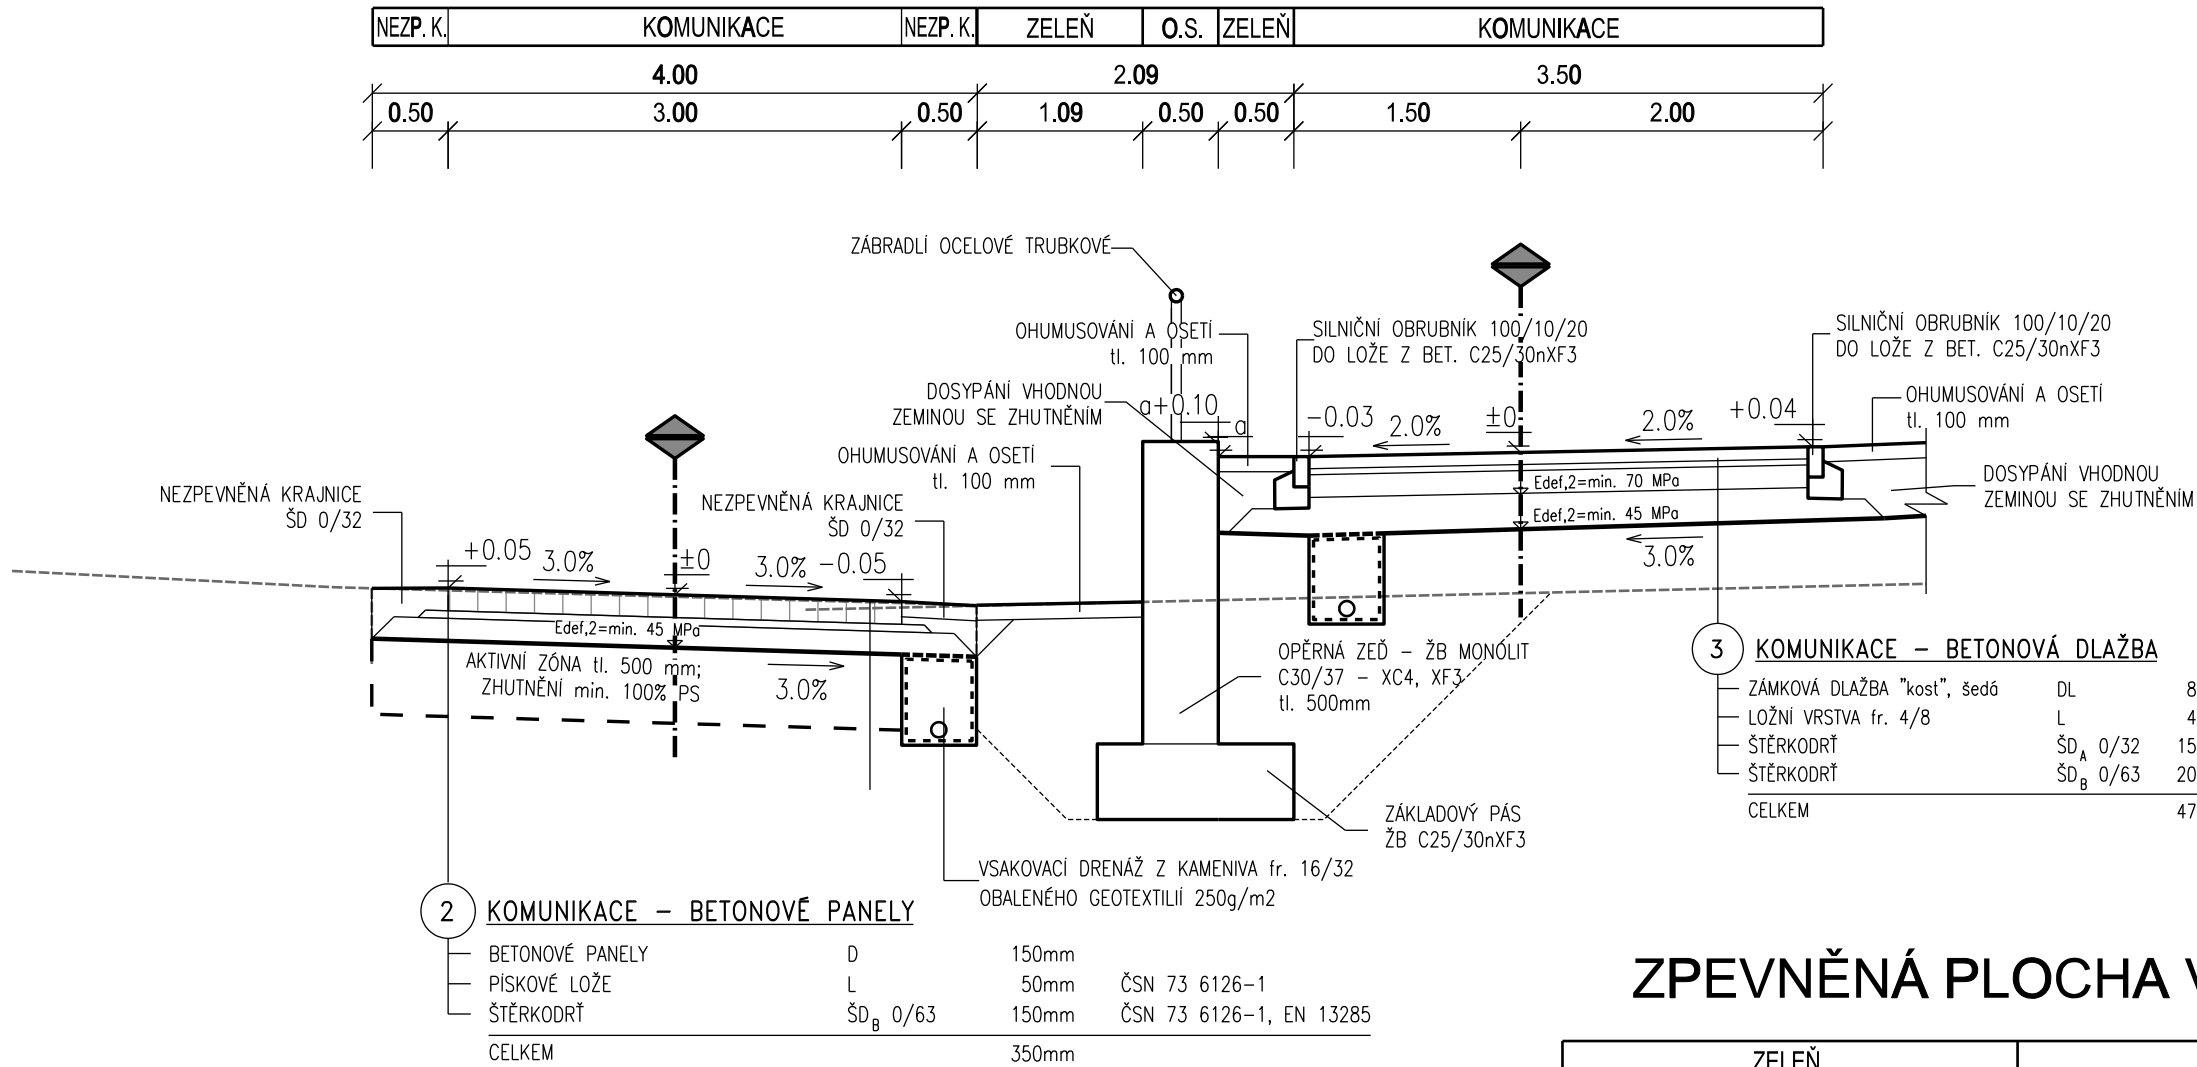 NEZP. K. KOMUNIKACE NEZP. K. ZELEŇ O.S. ZELEŇ KOMUNIKACE
4.00 2.09 3.50
0.50 3.00 0.50 1.09 0.50 0.50 1.50 2.00
ZÁBRADLÍ OCELOVÉ TRUBKOVÉ
OHUMUSOVÁNÍ A OSETÍ
tl. 100 mm
SILNIČNÍ OBRUBNÍK 100/10/20
DO LOŽE Z BET. C25/30nXF3
SILNIČNÍ OBRUBNÍK 100/10/20
DO LOŽE Z BET. C25/30nXF3
DOSYPÁNÍ VHODNOU
ZEMINOU SE ZHUTNĚNÍM
OHUMUSOVÁNÍ A OSETÍ
tl. 100 mm
a+0.10 a -0.03 2.0% ±0 2.0% +0.04
OHUMUSOVÁNÍ A OSETÍ
tl. 100 mm
DOSYPÁNÍ VHODNOU
ZEMINOU SE ZHUTNĚNÍM
Edef,2=min. 70 MPa
Edef,2=min. 45 MPa
3.0%
NEZPEVNĚNÁ KRAJNICE
ŠD 0/32
NEZPEVNĚNÁ KRAJNICE
ŠD 0/32
+0.05 3.0% ±0 3.0% -0.05
Edef,2=min. 45 MPa
AKTIVNÍ ZÓNA tl. 500 mm;
ZHUTNĚNÍ min. 100% PS
3.0%
OPĚRNÁ ZEĎ – ŽB MONOLIT
C30/37 – XC4, XF3
tl. 500mm
3 KOMUNIKACE – BETONOVÁ DLAŽBA
ZÁMKOVÁ DLAŽBA "kost", šedá DL 8
LOŽNÍ VRSTVA fr. 4/8 L 4
ŠTĚRKODRŤ ŠDA 0/32 15
ŠTĚRKODRŤ ŠDB 0/63 20
CELKEM 47
ZÁKLADOVÝ PÁS
ŽB C25/30nXF3
VSAKOVACÍ DRENÁŽ Z KAMENIVA fr. 16/32
OBALENÉHO GEOTEXTILIÍ 250g/m2
2 KOMUNIKACE – BETONOVÉ PANELY
BETONOVÉ PANELY D 150mm
PÍSKOVÉ LOŽE L 50mm ČSN 73 6126-1
ŠTĚRKODRŤ ŠDB 0/63 150mm ČSN 73 6126-1, EN 13285
CELKEM 350mm
ZPEVNĚNÁ PLOCHA V
ZELEŇ